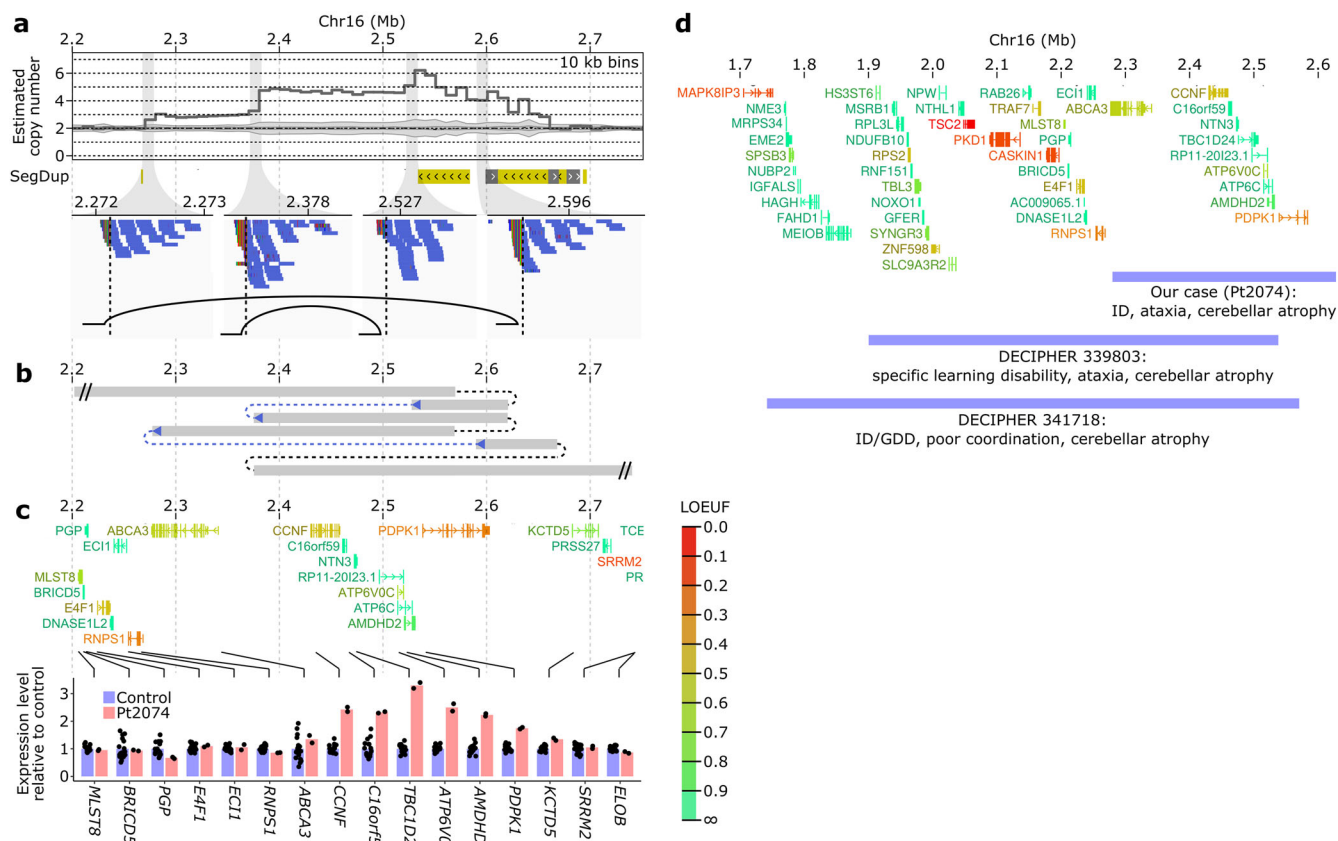 a
Chr16 (Mb)
2.2 2.3 2.4 2.5 2.6 2.7
10 kb bins
Estimated
copy number
6
4
2
0
SegDup
2.272 2.273 2.378 2.527 2.596
b
2.2 2.3 2.4 2.5 2.6 2.7
c
2.2 2.3 2.4 2.5 2.6 2.7
PGP ABCA3 CCNF PDPK1 KCTD5 TCE
ECI1 C16orf59 PRSS27
NTN3 SRRM2
MLST8 RP11-20I23.1 PR
BRICD5 ATP6V0C
E4F1 ATP6C
DNASE1L2 AMDHD2
RNPS1
Expression level
relative to control
3
2
1
0
Control
Pt2074
MLST8
BRICD5
PGP
E4F1
ECI1
RNPS1
ABCA3
CCNF
C16orf5
TBC1D2
ATP6V0
AMDHD
PDPK1
KCTD5
SRRM2
ELOB
d
Chr16 (Mb)
1.7 1.8 1.9 2.0 2.1 2.2 2.3 2.4 2.5 2.6
MAPK8IP3 HS3ST6 NPW RAB26 ECI1 CCNF
NME3 MSRB1 NTHL1 TRAF7 ABCA3 C16orf59
MRPS34 RPL3L TSC2 MLST8 NTN3
EME2 NDUFB10 PKD1 PGP TBC1D24
SPSB3 RPS2 CASKIN1 RP11-20I23.1
NUBP2 RNF151 BRICD5 ATP6V0C
IGFALS TBL3 E4F1 ATP6C
HAGH NOXO1 AC009065.1 AMDHD2
FAHD1 GFER DNASE1L2 PDPK1
MEIOB SYNGR3 RNPS1
ZNF598
SLC9A3R2
Our case (Pt2074):
ID, ataxia, cerebellar atrophy
DECIPHER 339803:
specific learning disability, ataxia, cerebellar atrophy
DECIPHER 341718:
ID/GDD, poor coordination, cerebellar atrophy
LOEUF
0.0
0.1
0.2
0.3
0.4
0.5
0.6
0.7
0.8
0.9
∞